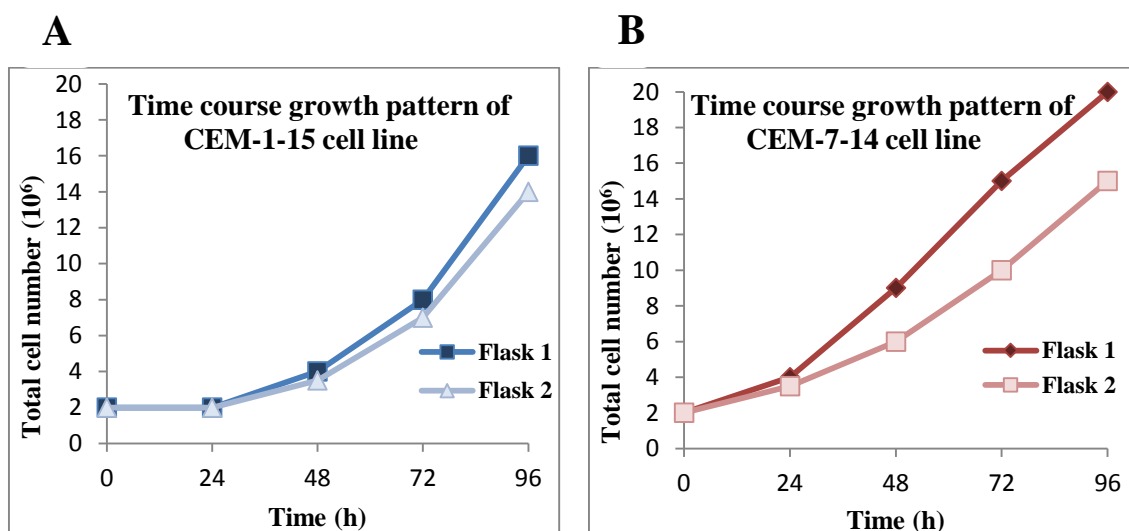 A
Time course growth pattern of
CEM-1-15 cell line
Total cell number (10⁶)
20
18
16
14
12
10
8
6
4
2
0
0 24 48 72 96
Time (h)
Flask 1
Flask 2
B
Time course growth pattern of
CEM-7-14 cell line
Total cell number (10⁶)
20
18
16
14
12
10
8
6
4
2
0
0 24 48 72 96
Time (h)
Flask 1
Flask 2